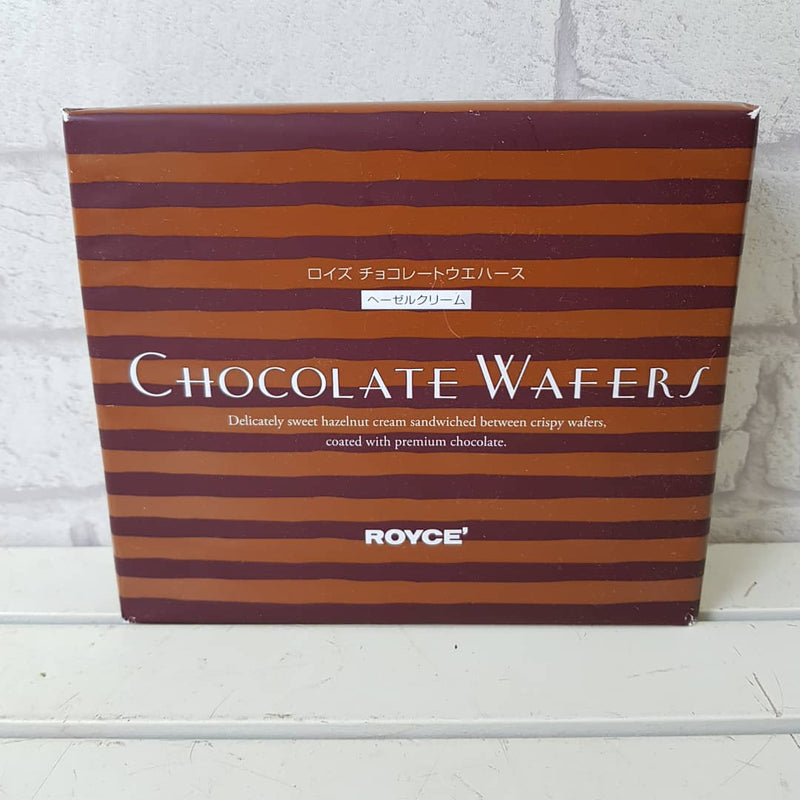 ロイズ チョコレートウエハース
ヘーゼルクリーム
CHOCOLATE WAFERS
Delicately sweet hazelnut cream sandwiched between crispy wafers,
coated with premium chocolate.
ROYCE'